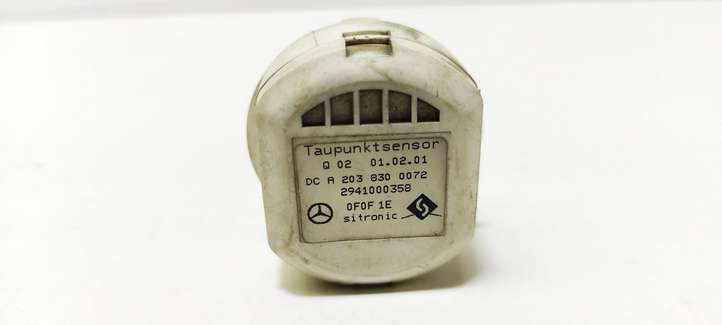 Taupunktsensor
Q 02 01.02.01
DC A 203 830 0072
2941000358
0F0F 1E
sitronic